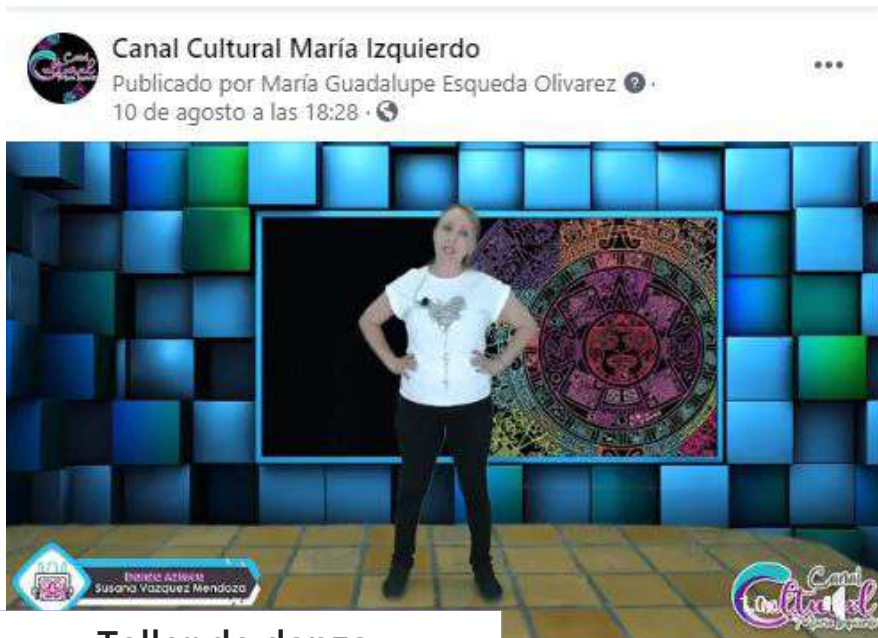 Canal Cultural María Izquierdo
Publicado por María Guadalupe Esqueda Olivarez
10 de agosto a las 18:28
Danza Azteca
Susana Vazquez Mendoza
Canal
Cultural
Taller de danza